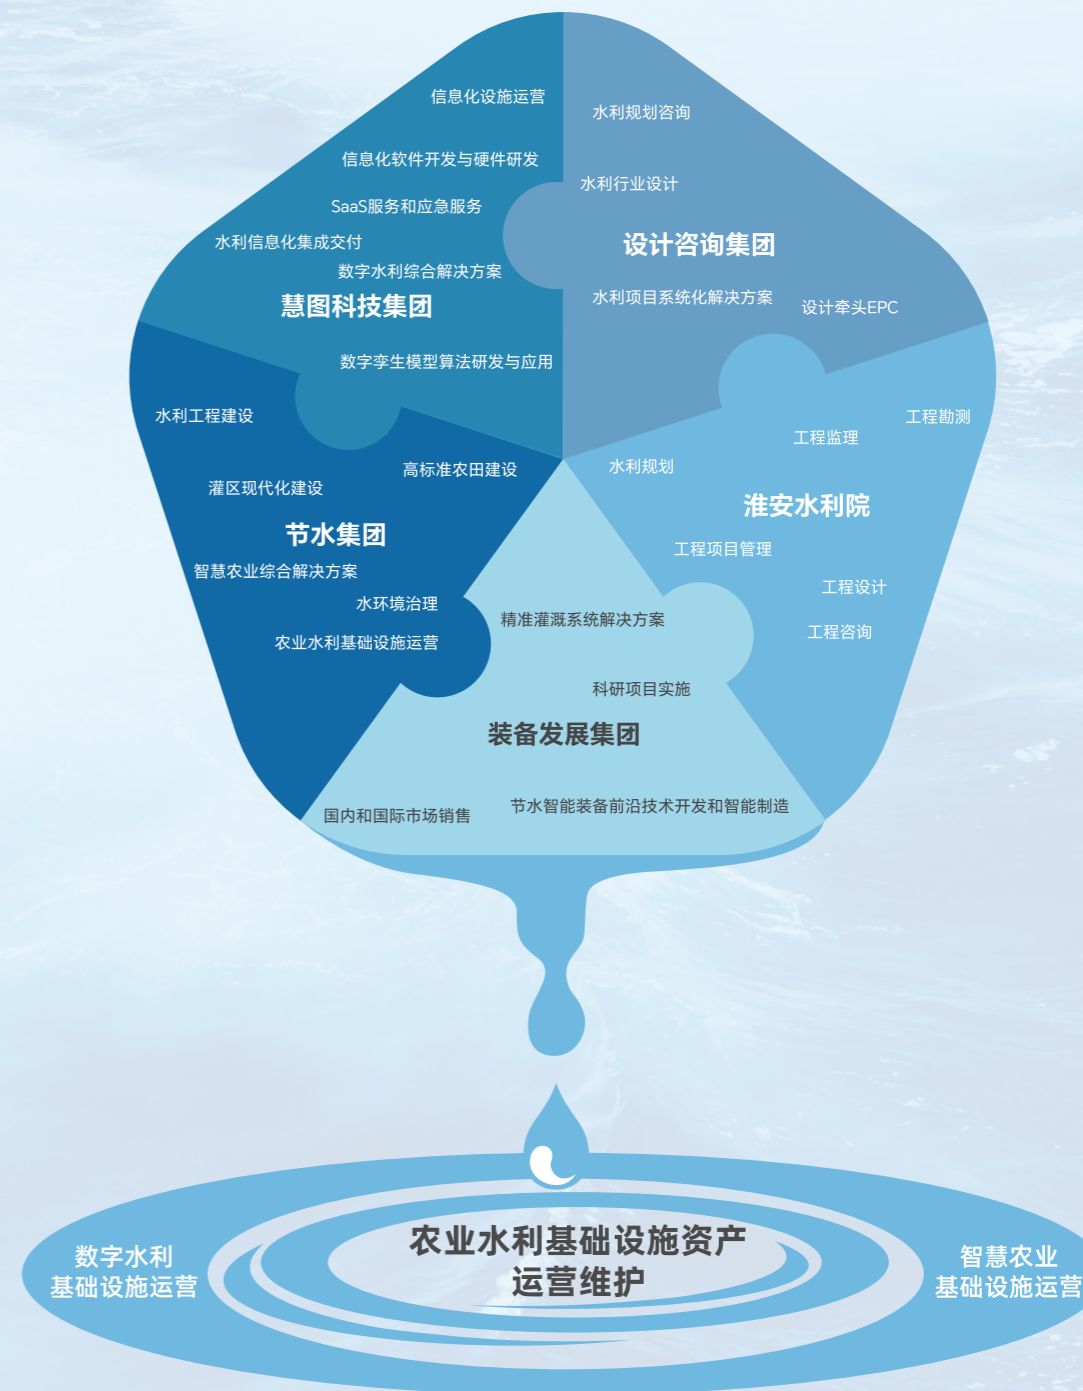 信息化设施运营
信息化软件开发与硬件研发
SaaS服务和应急服务
水利信息化集成交付
数字水利综合解决方案
慧图科技集团
数字孪生模型算法研发与应用
水利规划咨询
水利行业设计
设计咨询集团
水利项目系统化解决方案
设计牵头EPC
水利工程建设
高标准农田建设
灌区现代化建设
节水集团
智慧农业综合解决方案
水环境治理
农业水利基础设施运营
工程勘测
工程监理
水利规划
淮安水利院
工程项目管理
工程设计
工程咨询
精准灌溉系统解决方案
科研项目实施
装备发展集团
节水智能装备前沿技术开发和智能制造
国内和国际市场销售
农业水利基础设施资产
运营维护
数字水利
基础设施运营
智慧农业
基础设施运营